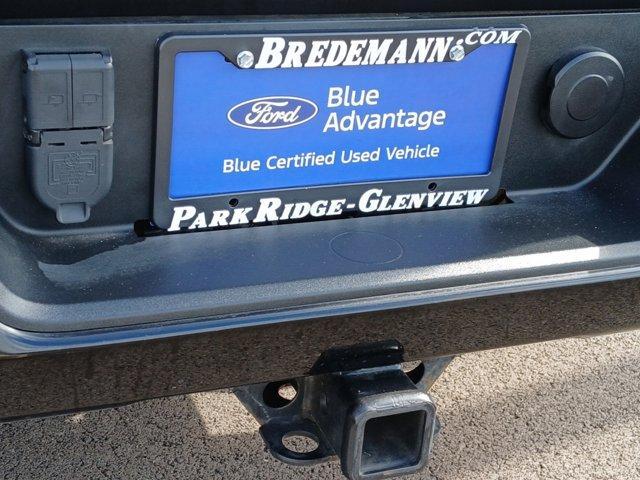 BREDEMANN.COM
Ford
Blue
Advantage
Blue Certified Used Vehicle
PARK RIDGE-GLENVIEW